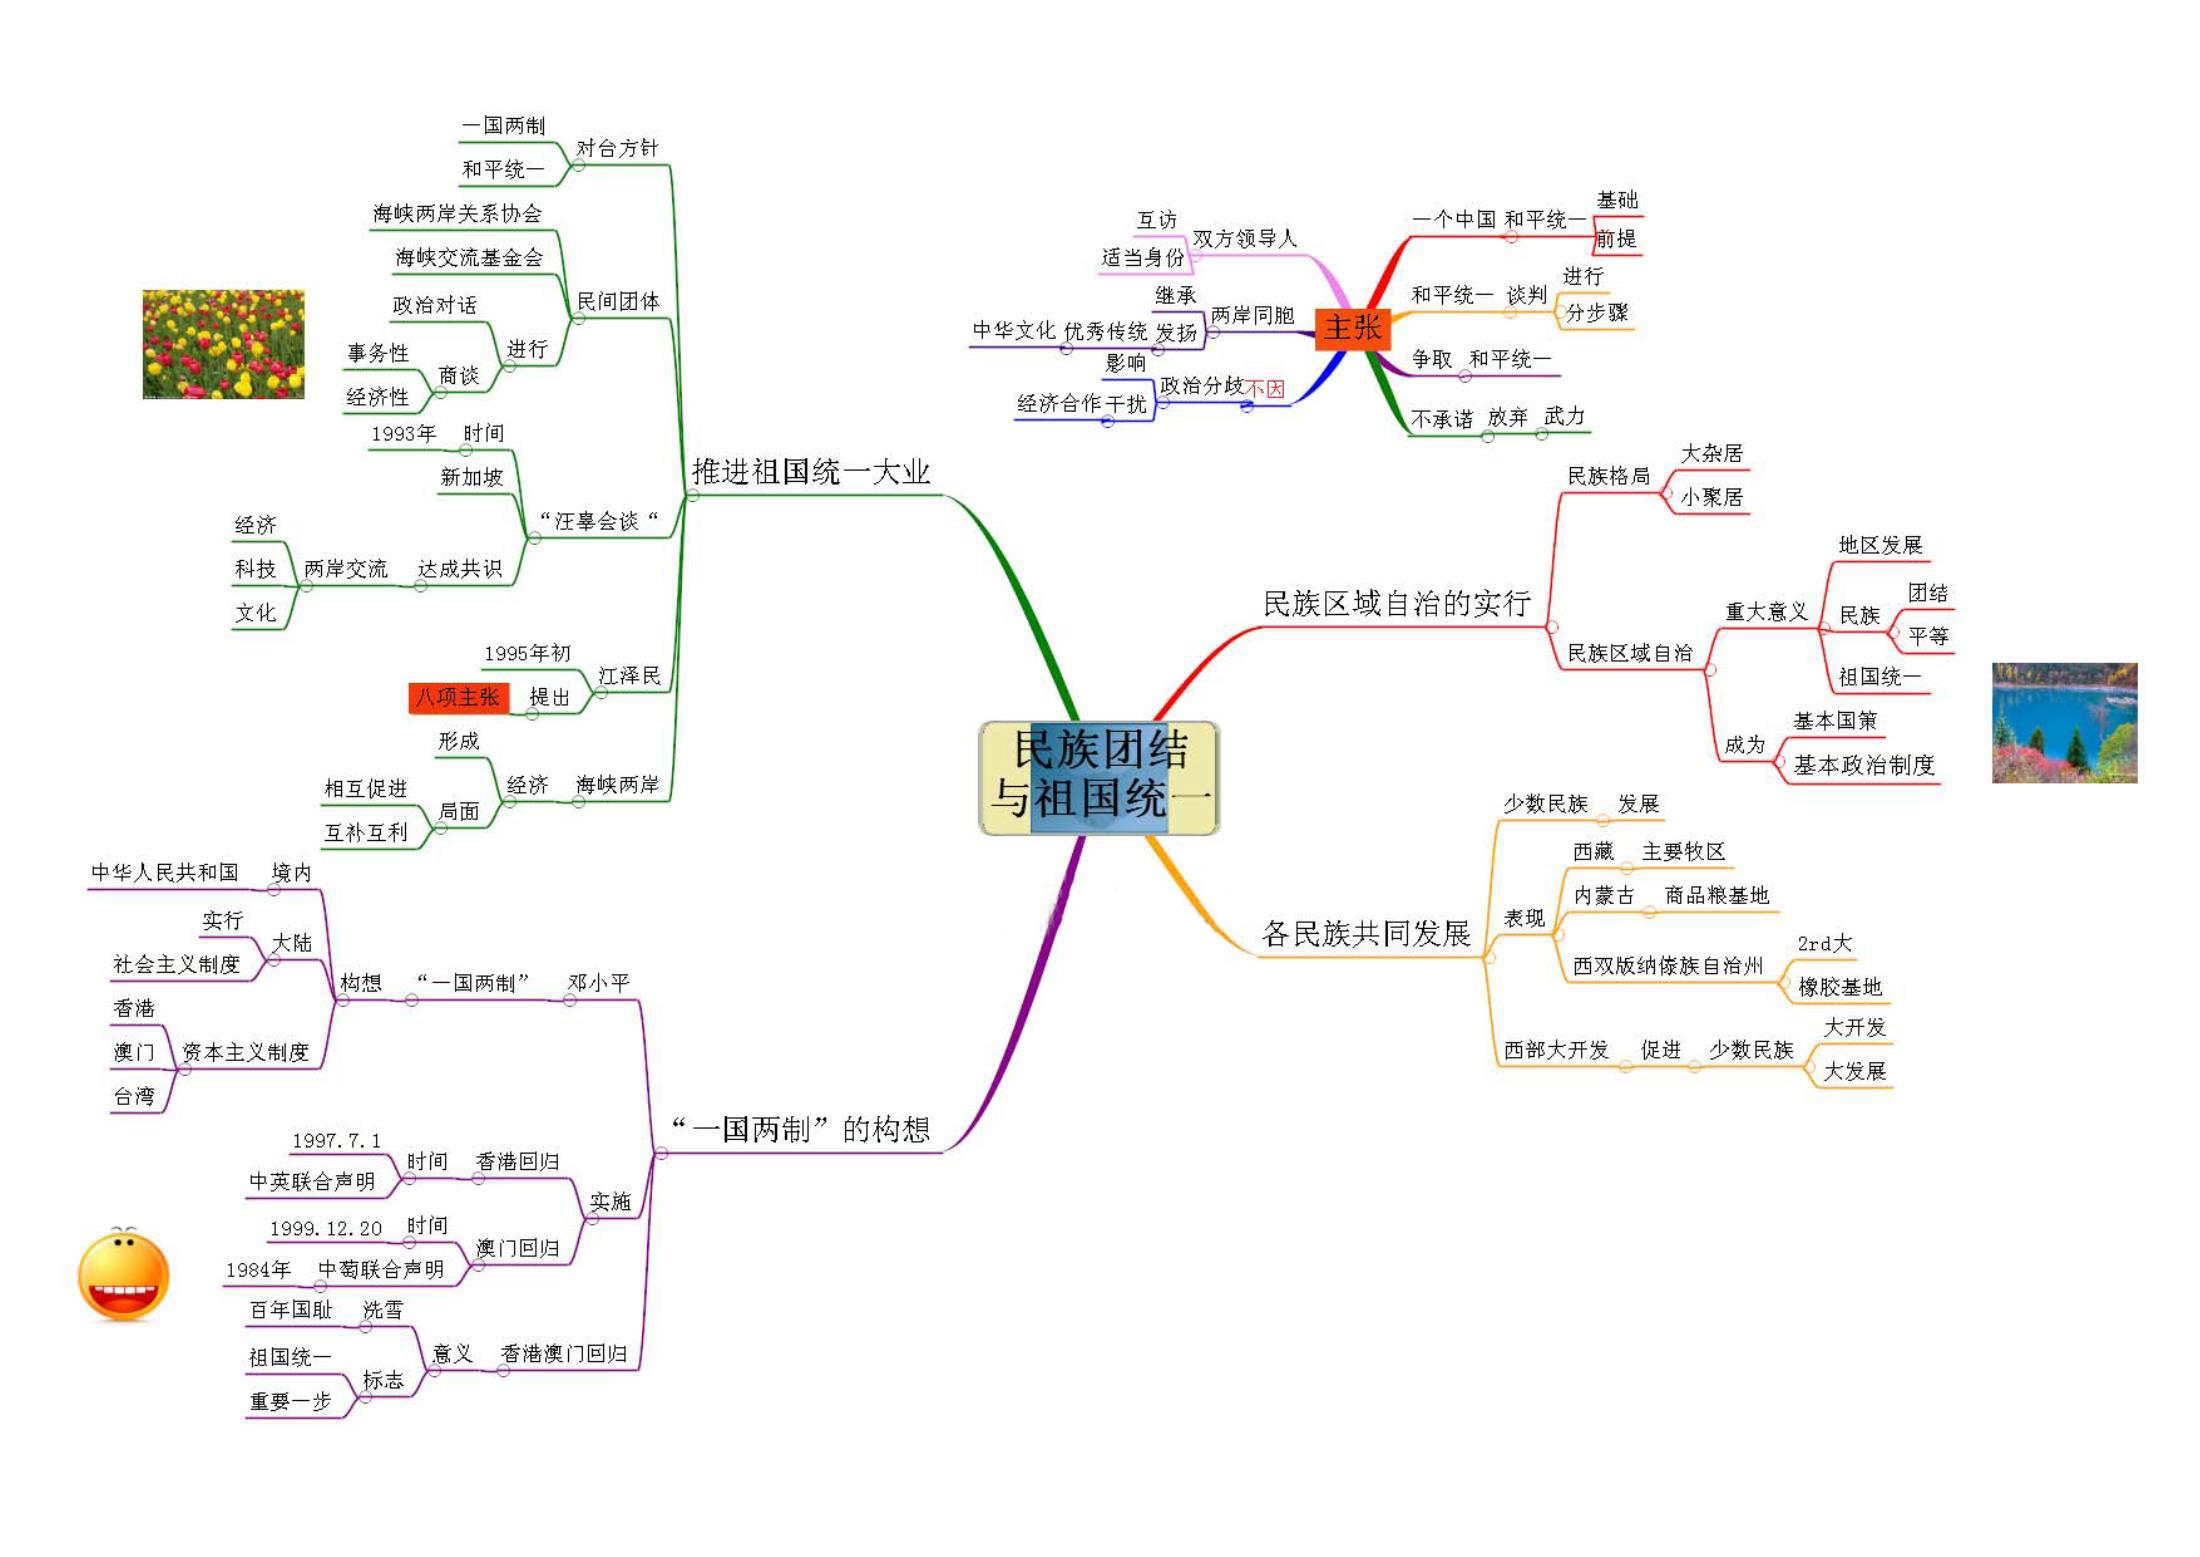 民族团结
与祖国统一
推进祖国统一大业
对台方针
一国两制
和平统一
民间团体
海峡两岸关系协会
海峡交流基金会
进行
政治对话
商谈
事务性
经济性
“汪辜会谈“
时间
1993年
新加坡
达成共识
两岸交流
经济
科技
文化
江泽民
1995年初
提出
八项主张
海峡两岸
经济
形成
局面
相互促进
互补互利
主张
双方领导人
互访
适当身份
两岸同胞
继承
发扬
优秀传统
中华文化
不因
政治分歧
影响
干扰
经济合作
一个中国
和平统一
基础
前提
和平统一
谈判
进行
分步骤
争取
和平统一
不承诺
放弃
武力
民族区域自治的实行
民族格局
大杂居
小聚居
民族区域自治
重大意义
地区发展
民族
团结
平等
祖国统一
成为
基本国策
基本政治制度
各民族共同发展
少数民族
发展
表现
西藏
主要牧区
内蒙古
商品粮基地
西双版纳傣族自治州
2rd大
橡胶基地
西部大开发
促进
少数民族
大开发
大发展
“一国两制”的构想
邓小平
“一国两制”
构想
境内
中华人民共和国
大陆
实行
社会主义制度
资本主义制度
香港
澳门
台湾
实施
香港回归
时间
1997.7.1
中英联合声明
澳门回归
时间
1999.12.20
中萄联合声明
1984年
香港澳门回归
意义
洗雪
百年国耻
标志
祖国统一
重要一步